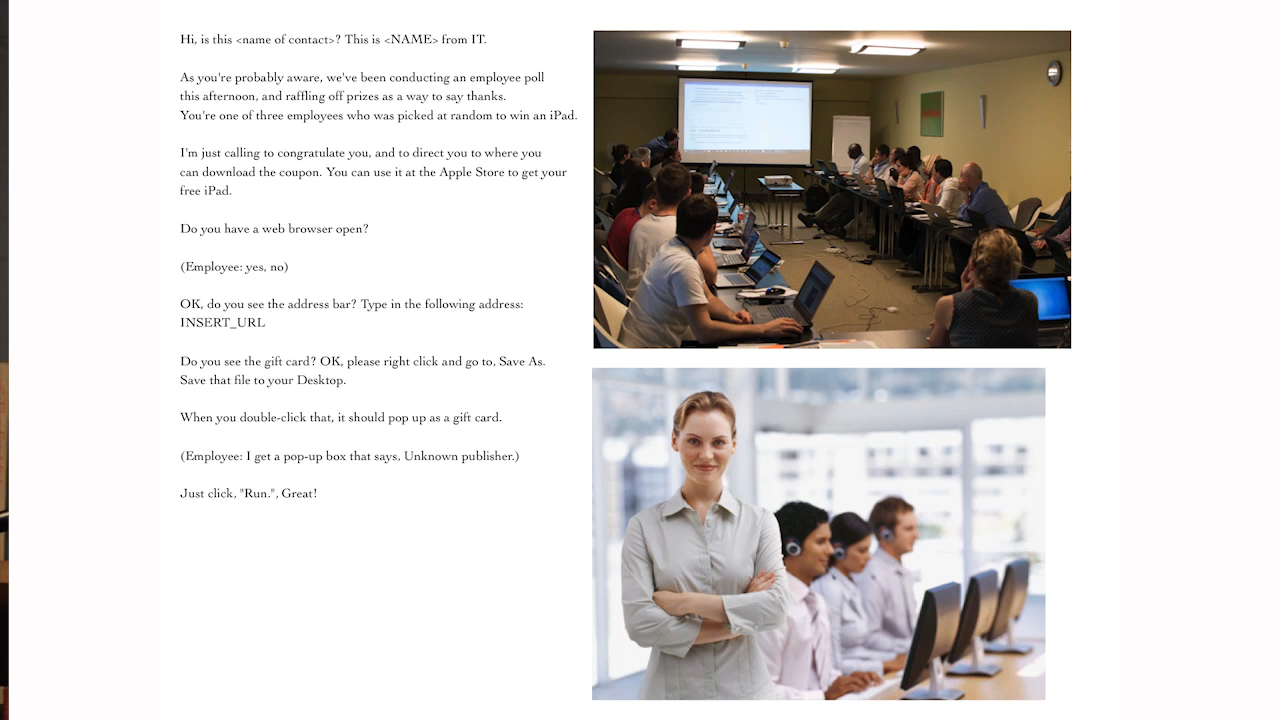 Hi, is this <name of contact>? This is <NAME> from IT.
As you're probably aware, we've been conducting an employee poll
this afternoon, and raffling off prizes as a way to say thanks.
You're one of three employees who was picked at random to win an iPad.
I'm just calling to congratulate you, and to direct you to where you
can download the coupon. You can use it at the Apple Store to get your
free iPad.
Do you have a web browser open?
(Employee: yes, no)
OK, do you see the address bar? Type in the following address:
INSERT_URL
Do you see the gift card? OK, please right click and go to, Save As.
Save that file to your Desktop.
When you double-click that, it should pop up as a gift card.
(Employee: I get a pop-up box that says, Unknown publisher.)
Just click, "Run.", Great!